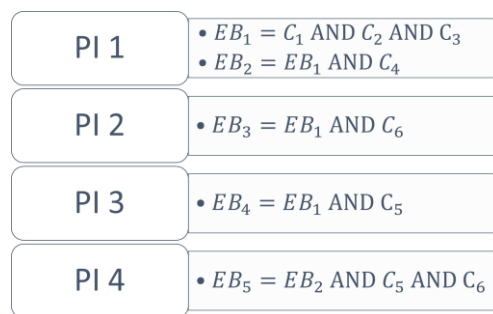 PI 1
• EB₁ = C₁ AND C₂ AND C₃
• EB₂ = EB₁ AND C₄
PI 2
• EB₃ = EB₁ AND C₆
PI 3
• EB₄ = EB₁ AND C₅
PI 4
• EB₅ = EB₂ AND C₅ AND C₆